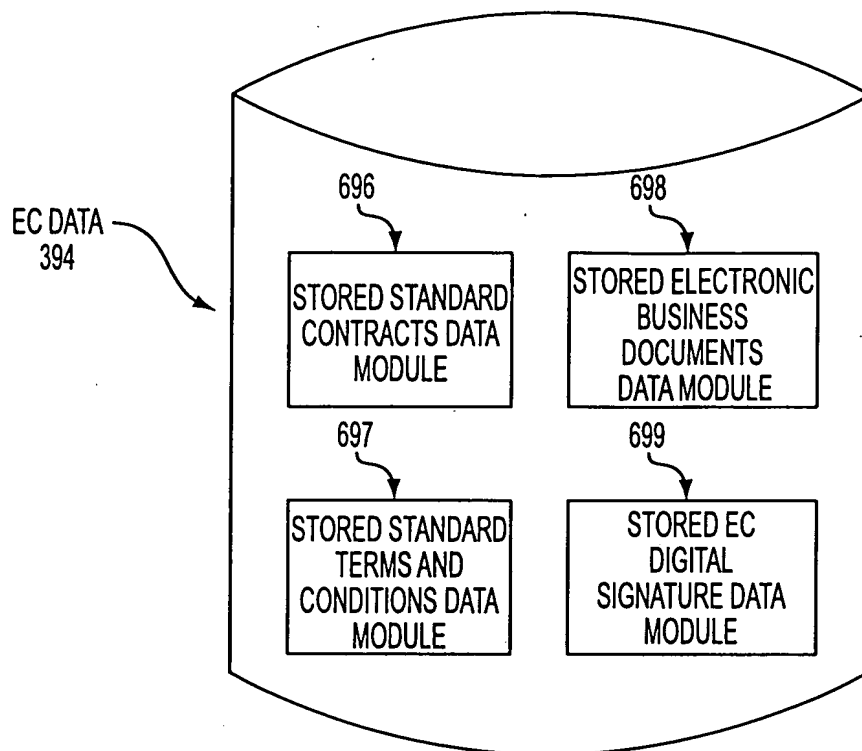 696
698
EC DATA
394
STORED STANDARD
CONTRACTS DATA
MODULE
STORED ELECTRONIC
BUSINESS
DOCUMENTS
DATA MODULE
697
699
STORED STANDARD
TERMS AND
CONDITIONS DATA
MODULE
STORED EC
DIGITAL
SIGNATURE DATA
MODULE